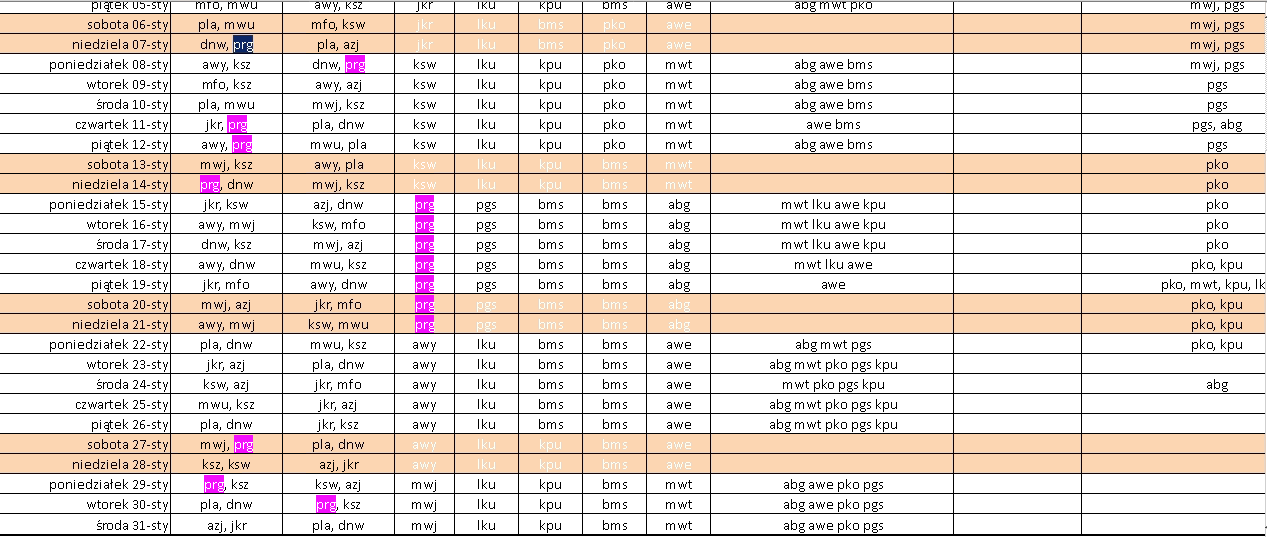 piątek 05-sty mfo, mwu awy, ksz jkr lku kpu bms awe abg mwt pko mwj, pgs
sobota 06-sty pla, mwu mfo, ksw jkr lku bms pko awe mwj, pgs
niedziela 07-sty dnw, prg pla, azj jkr lku bms pko awe mwj, pgs
poniedziałek 08-sty awy, ksz dnw, prg ksw lku kpu pko mwt abg awe bms mwj, pgs
wtorek 09-sty mfo, ksz awy, azj ksw lku kpu pko mwt abg awe bms pgs
środa 10-sty pla, mwu mwj, ksz ksw lku kpu pko mwt abg awe bms pgs
czwartek 11-sty jkr, prg pla, dnw ksw lku kpu pko mwt awe bms pgs, abg
piątek 12-sty awy, prg mwu, pla ksw lku kpu pko mwt abg awe bms pgs
sobota 13-sty mwj, ksz awy, pla ksw lku kpu bms mwt pko
niedziela 14-sty prg, dnw mwj, ksz ksw lku kpu bms mwt pko
poniedziałek 15-sty jkr, ksw azj, dnw prg pgs bms bms abg mwt lku awe kpu pko
wtorek 16-sty awy, mwj ksw, mfo prg pgs bms bms abg mwt lku awe kpu pko
środa 17-sty dnw, ksz mwj, azj prg pgs bms bms abg mwt lku awe kpu pko
czwartek 18-sty awy, dnw mwu, ksz prg pgs bms bms abg mwt lku awe pko, kpu
piątek 19-sty jkr, mfo awy, dnw prg pgs bms bms abg awe pko, mwt, kpu, lk
sobota 20-sty mwj, azj jkr, mfo prg pgs bms bms abg pko, kpu
niedziela 21-sty awy, mwj ksw, mwu prg pgs bms bms abg pko, kpu
poniedziałek 22-sty pla, dnw mwu, ksz awy lku bms bms awe abg mwt pgs pko, kpu
wtorek 23-sty jkr, azj pla, dnw awy lku bms bms awe abg mwt pko pgs kpu
środa 24-sty ksw, azj jkr, mfo awy lku bms bms awe mwt pko pgs kpu abg
czwartek 25-sty mwu, ksz jkr, azj awy lku bms bms awe abg mwt pko pgs kpu
piątek 26-sty pla, dnw jkr, ksz awy lku bms bms awe abg mwt pko pgs kpu
sobota 27-sty mwj, prg pla, dnw awy lku kpu bms awe
niedziela 28-sty ksz, ksw azj, jkr awy lku kpu bms awe
poniedziałek 29-sty prg, ksz ksw, azj mwj lku kpu bms mwt abg awe pko pgs
wtorek 30-sty pla, dnw prg, ksz mwj lku kpu bms mwt abg awe pko pgs
środa 31-sty azj, jkr pla, dnw mwj lku kpu bms mwt abg awe pko pgs